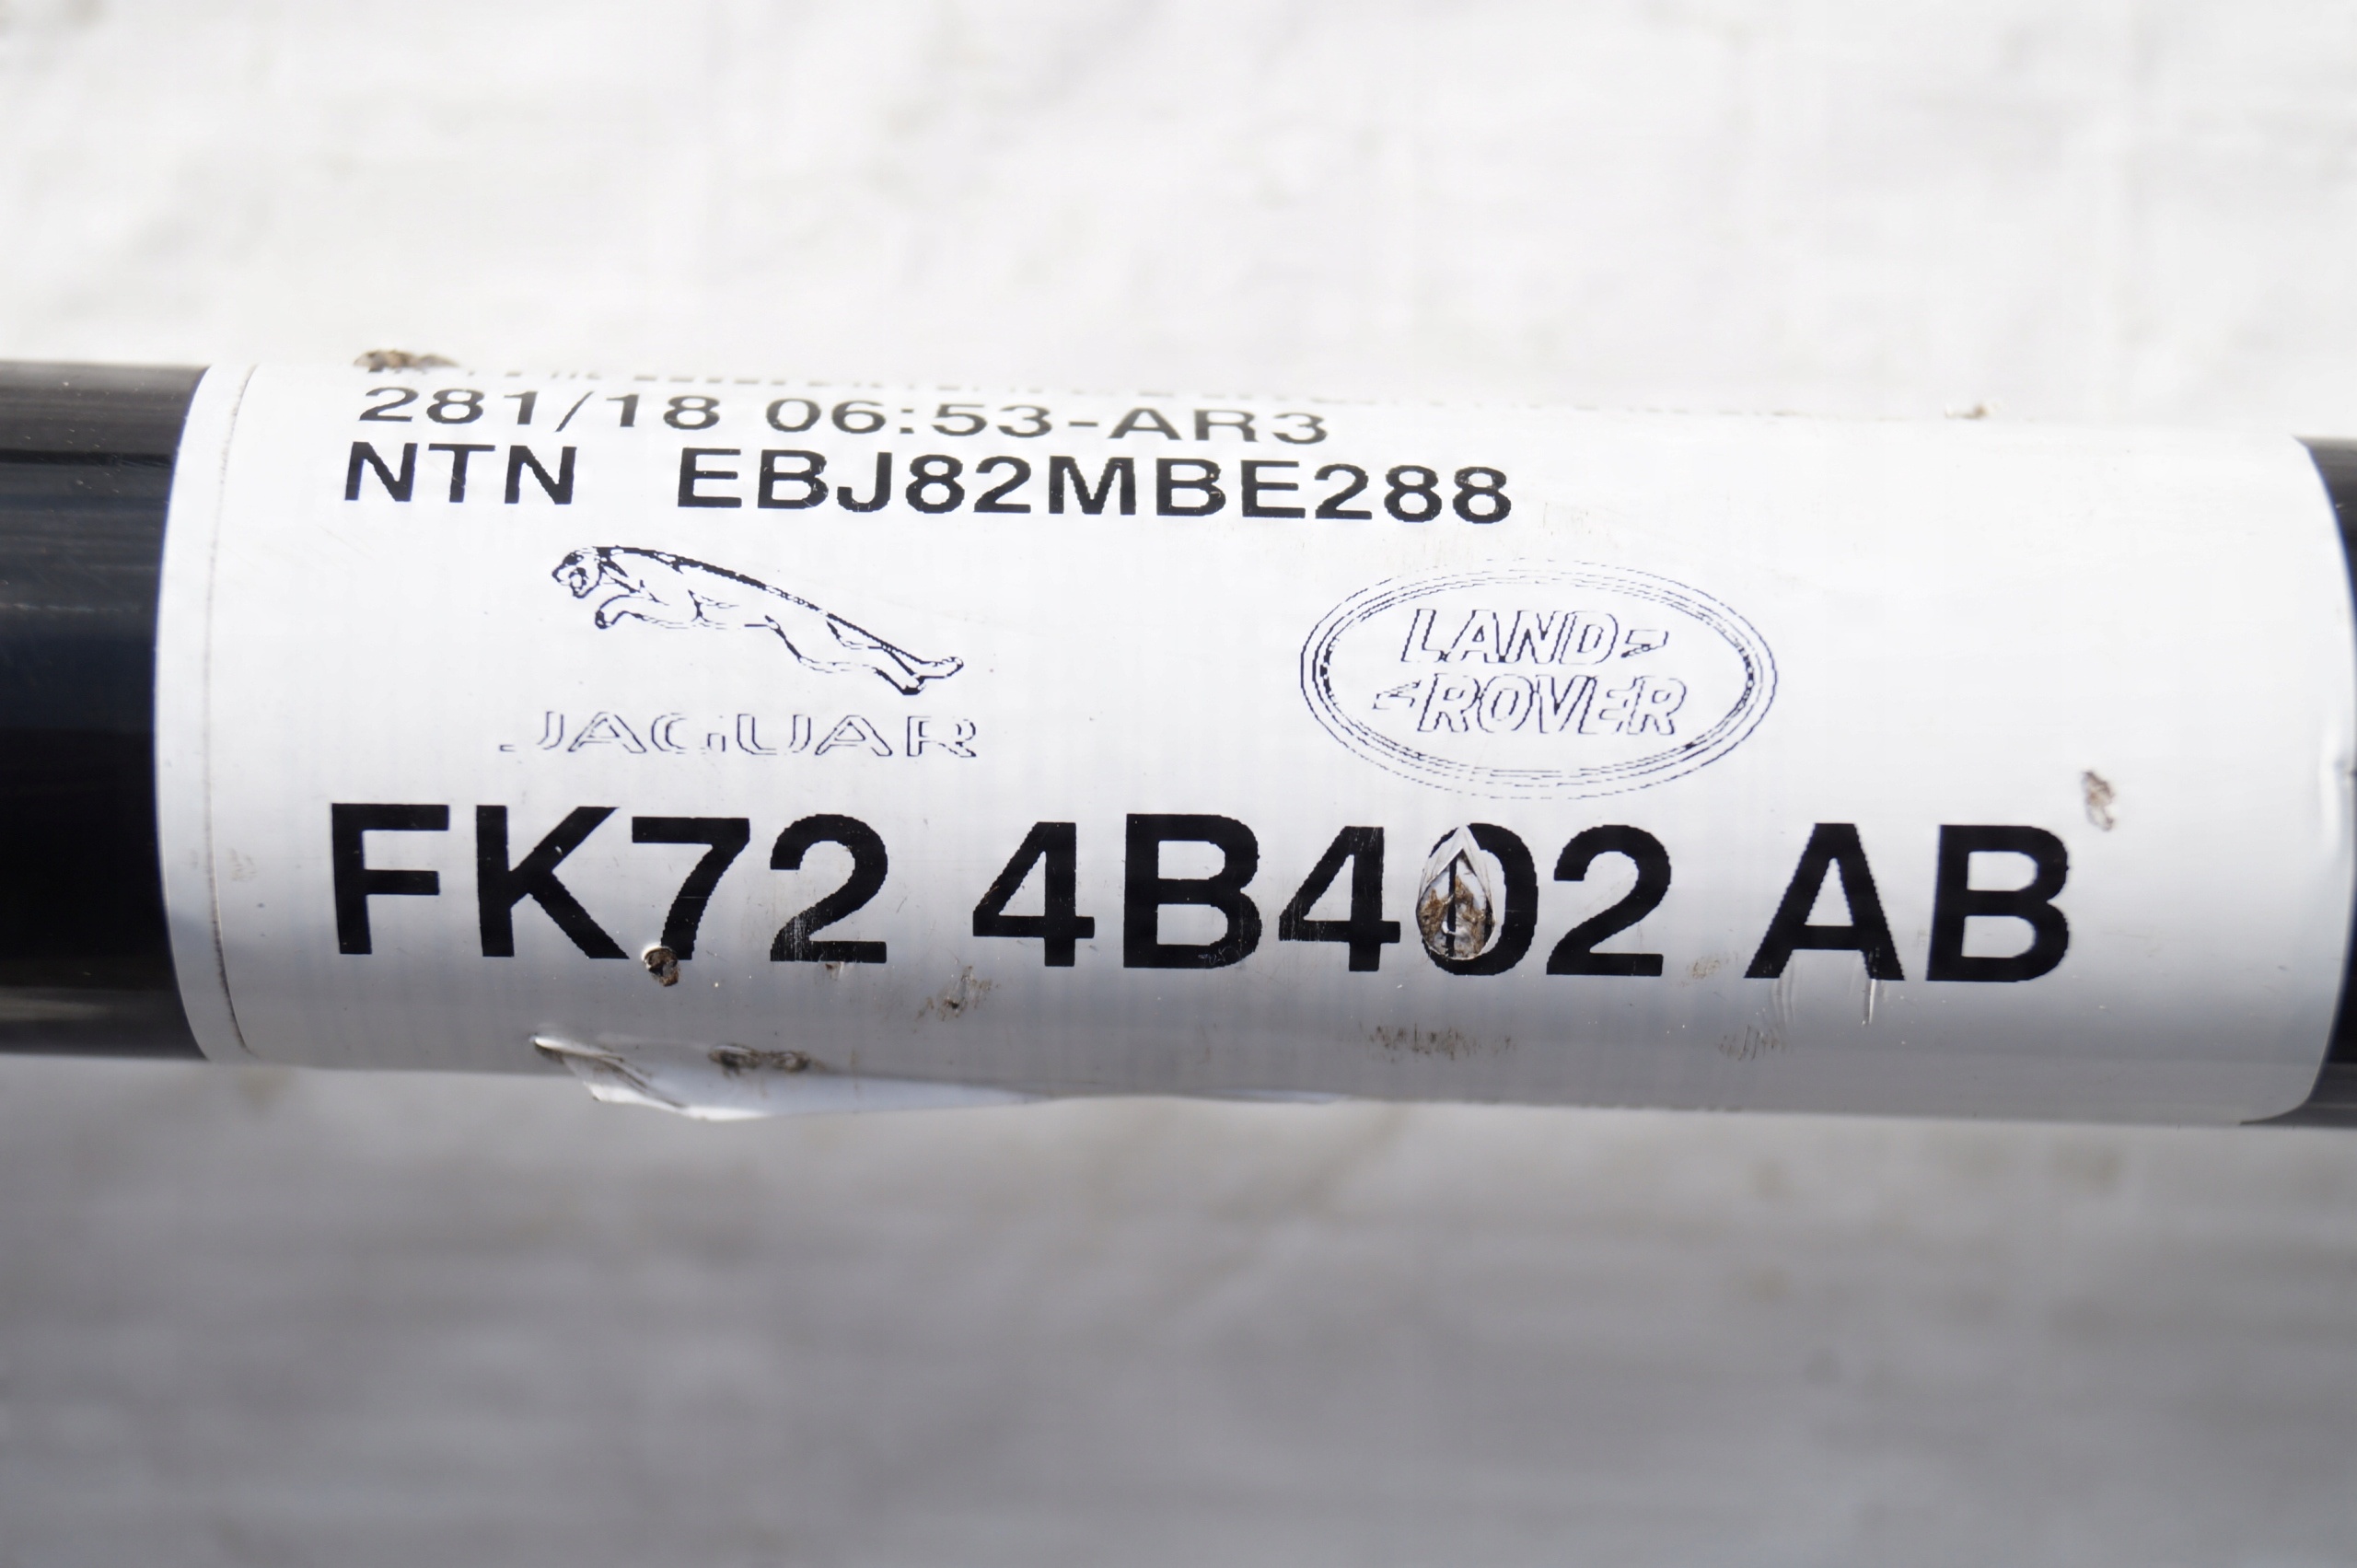 281/18 06:53-AR3
NTN EBJ82MBE288
JAGUAR
LAND
ROVER
FK72 4B402 AB